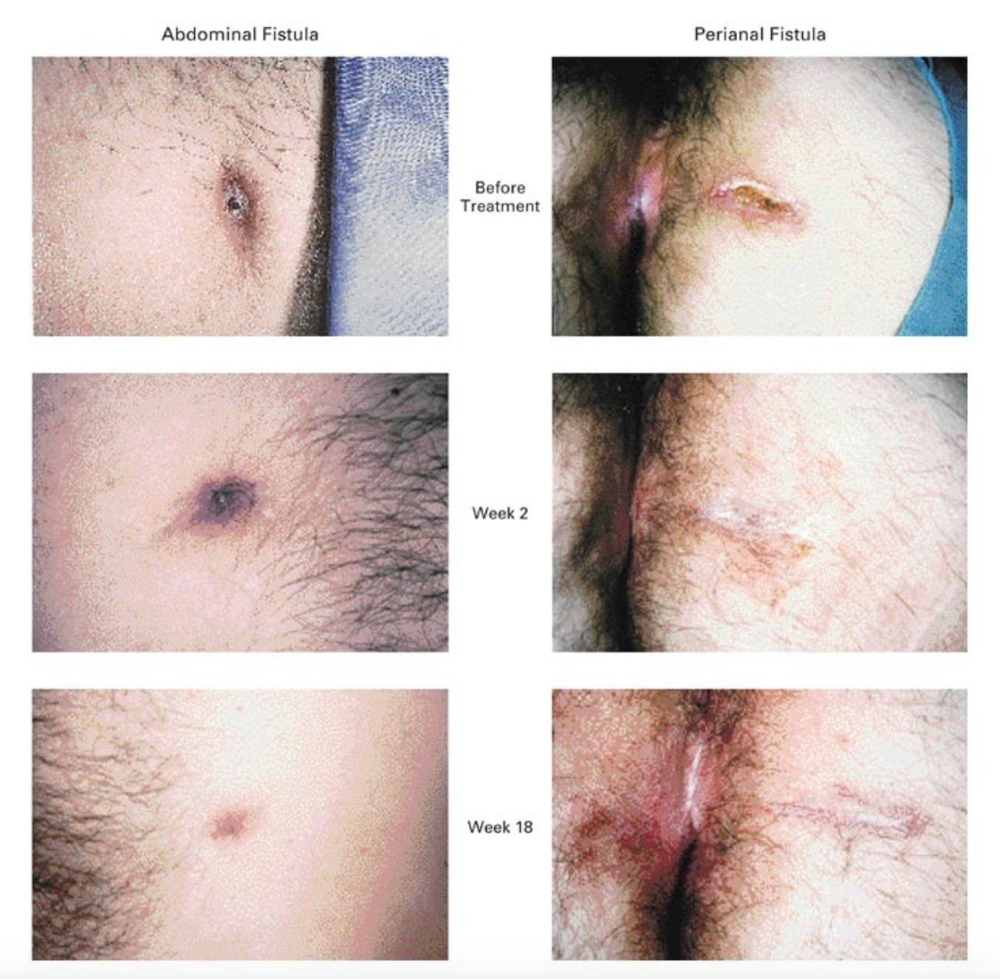 Abdominal Fistula
Perianal Fistula
Before
Treatment
Week 2
Week 18